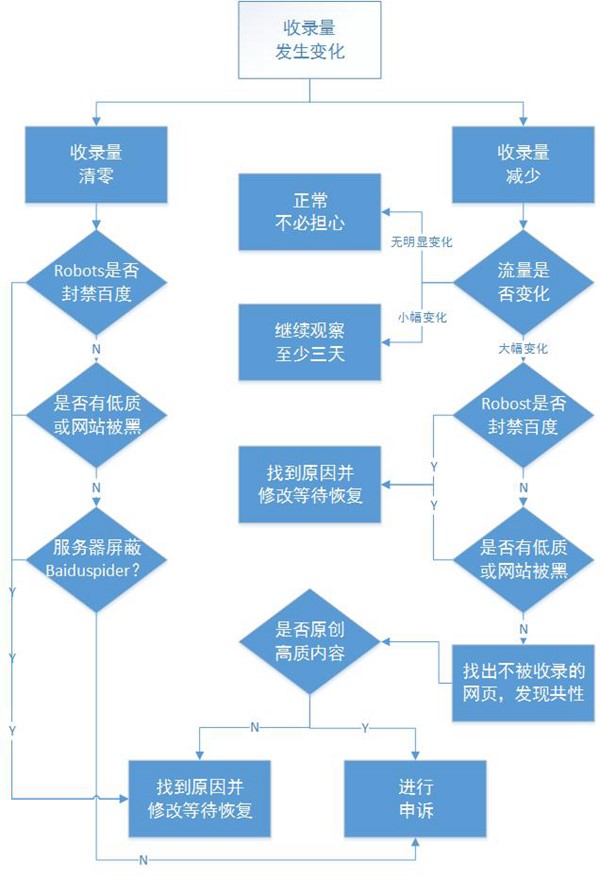 收录量
发生变化
收录量
清零
收录量
减少
正常
不必担心
无明显变化
Robots是否
封禁百度
流量是
否变化
小幅变化
继续观察
至少三天
大幅变化
N
是否有低质
或网站被黑
Robost是否
封禁百度
Y
找到原因并
修改等待恢复
N
N
Y
服务器屏蔽
Baiduspider？
是否有低质
或网站被黑
Y
N
是否原创
高质内容
Y
找出不被收录的
网页，发现共性
Y
N
Y
找到原因并
修改等待恢复
进行
申诉
N